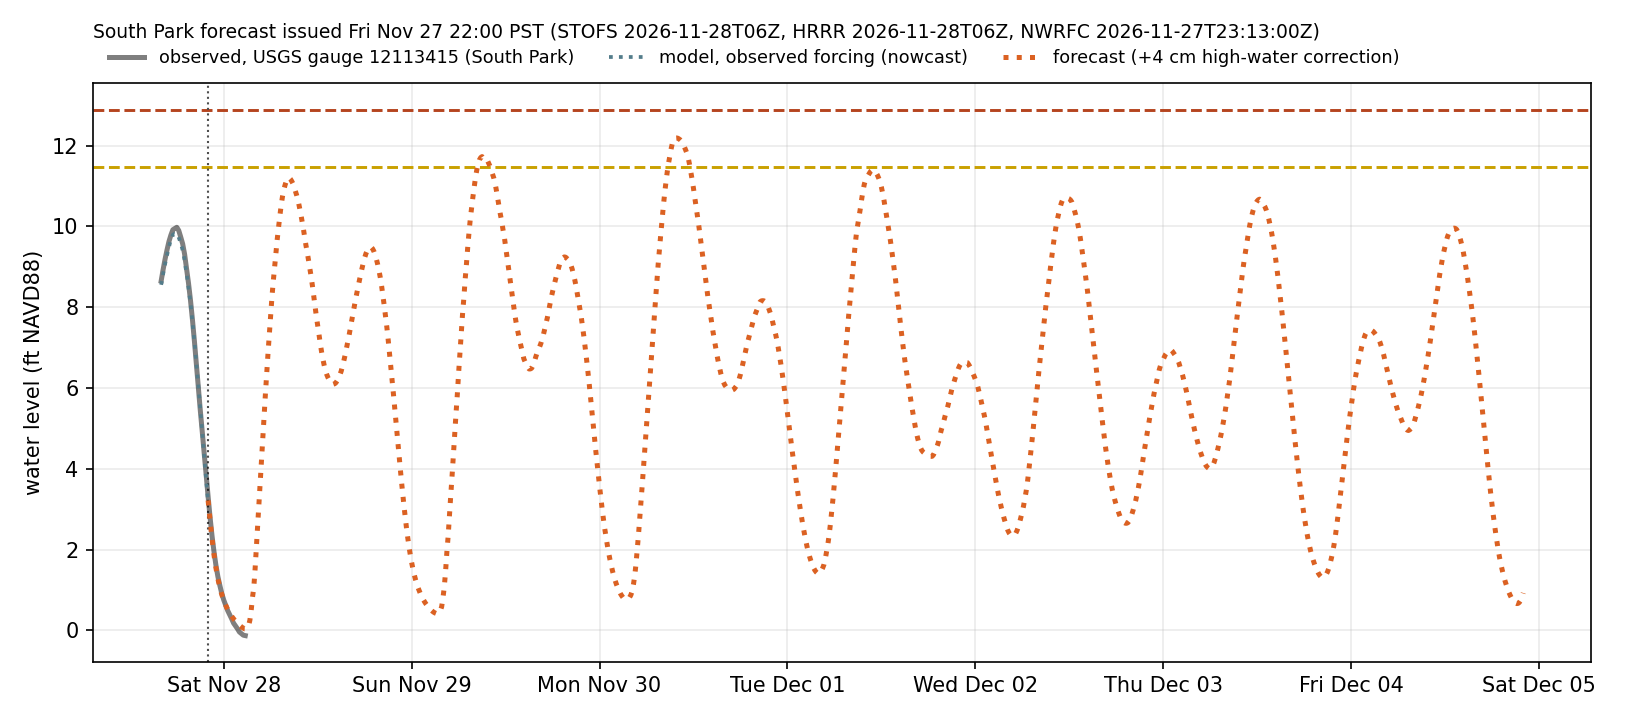 South Park forecast issued Fri Nov 27 22:00 PST (STOFS 2026-11-28T06Z, HRRR 2026-11-28T06Z, NWRFC 2026-11-27T23:13:00Z)
observed, USGS gauge 12113415 (South Park) model, observed forcing (nowcast) forecast (+4 cm high-water correction)
water level (ft NAVD88)
12
10
8
6
4
2
0
Sat Nov 28 Sun Nov 29 Mon Nov 30 Tue Dec 01 Wed Dec 02 Thu Dec 03 Fri Dec 04 Sat Dec 05